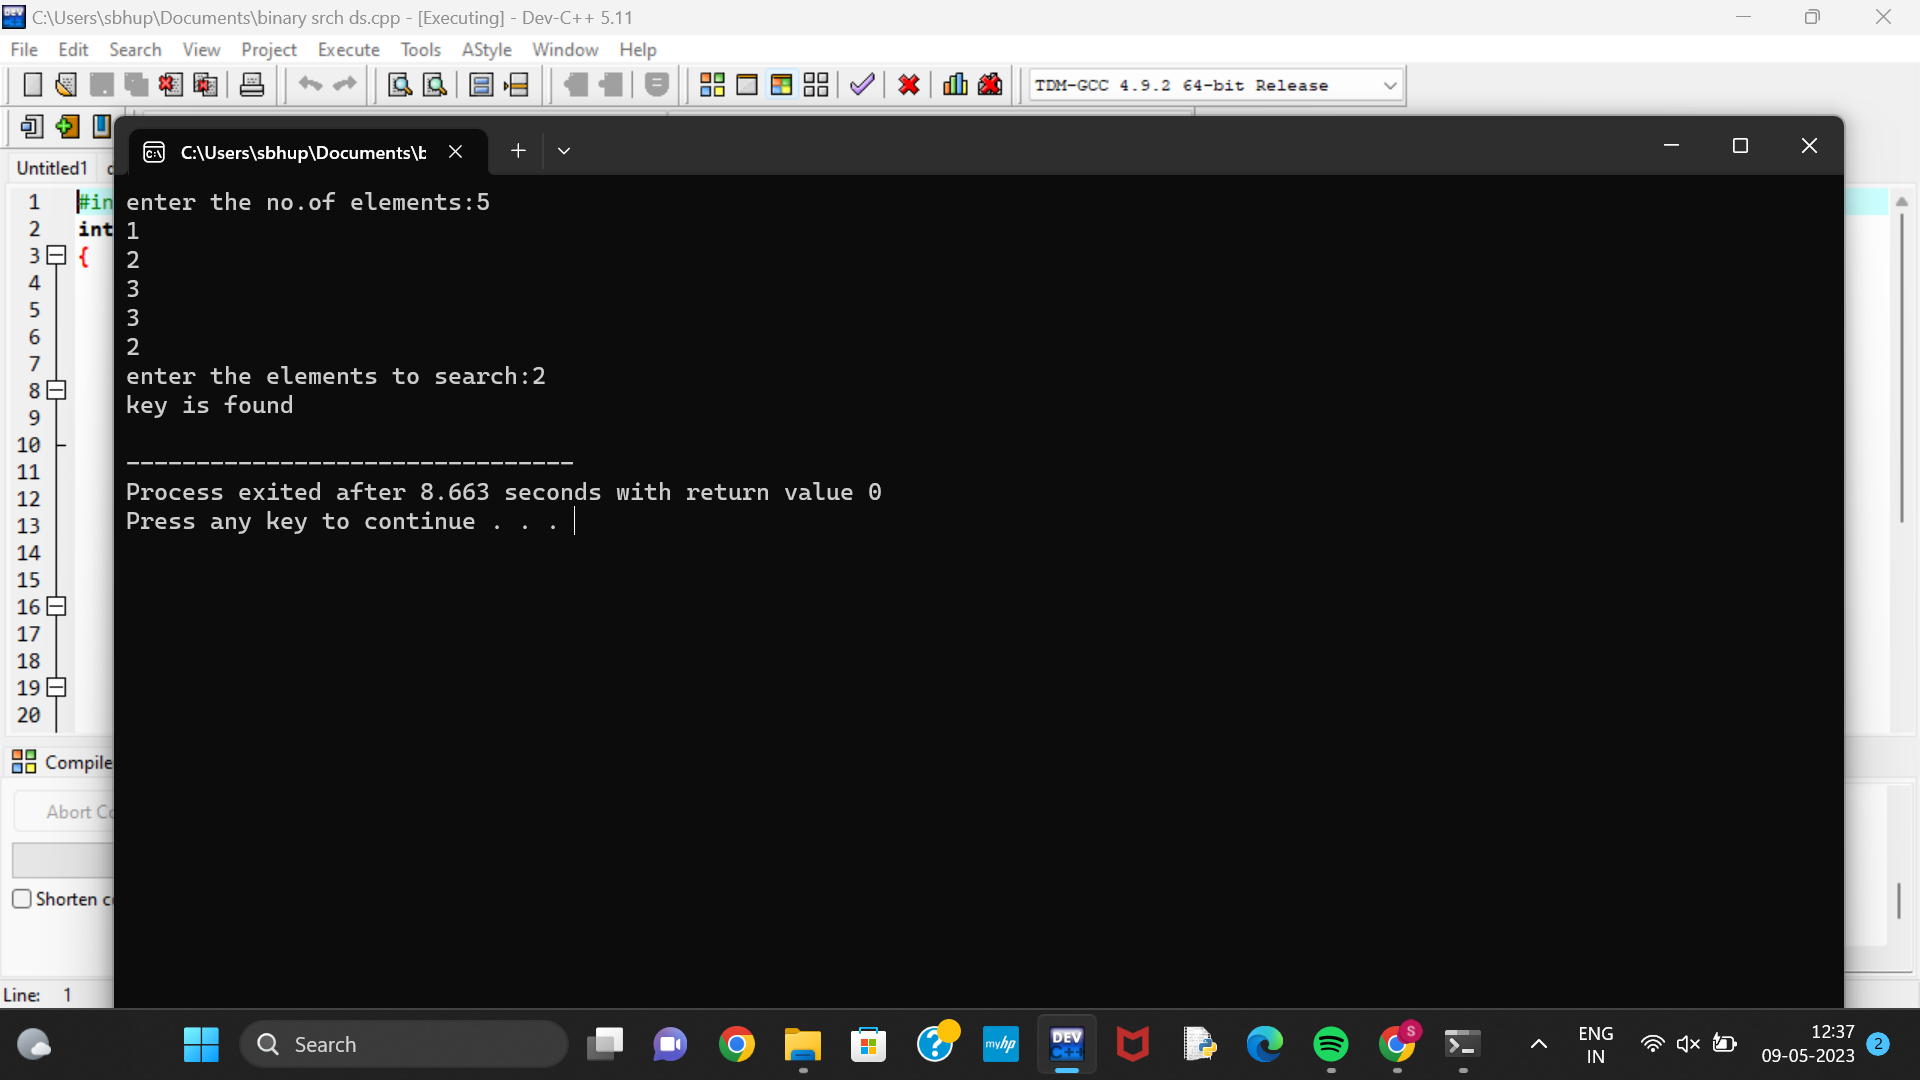 C:\Users\sbhup\Documents\binary srch ds.cpp - [Executing] - Dev-C++ 5.11
File Edit Search View Project Execute Tools AStyle Window Help
TDM-GCC 4.9.2 64-bit Release
C:\Users\sbhup\Documents\b
Untitled1
1 #in
2 int
3 {
4
5
6
7
8
9
10
11
12
13
14
15
16
17
18
19
20
enter the no.of elements:5
1
2
3
3
2
enter the elements to search:2
key is found
--------------------------------
Process exited after 8.663 seconds with return value 0
Press any key to continue . . .
Compile
Abort Co
Shorten c
Line: 1
Search
myhp
DEV C++
S
ENG
IN
12:37
09-05-2023
2